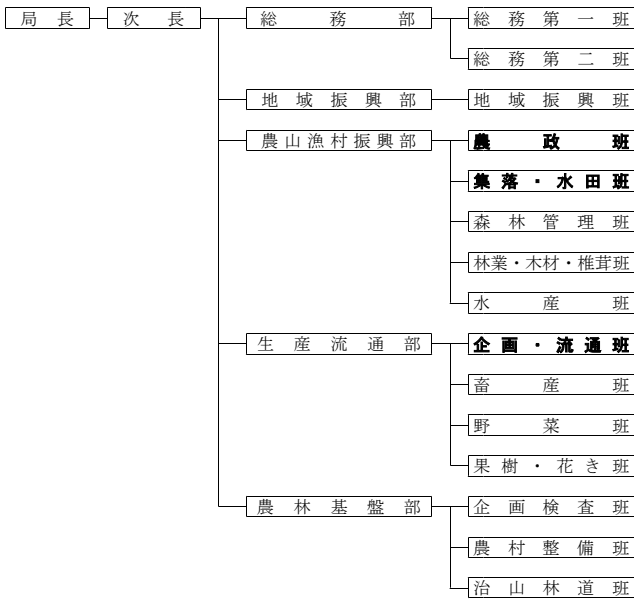 局長 次長 総務部 総務第一班
総務第二班
地域振興部 地域振興班
農山漁村振興部 農政班
集落・水田班
森林管理班
林業・木材・椎茸班
水産班
生産流通部 企画・流通班
畜産班
野菜班
果樹・花き班
農林基盤部 企画検査班
農村整備班
治山林道班